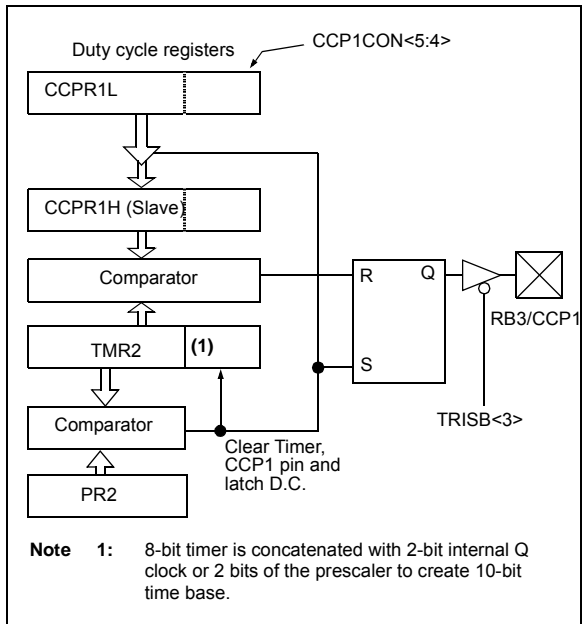 Duty cycle registers
CCP1CON<5:4>
CCPR1L
CCPR1H (Slave)
Comparator
R
Q
RB3/CCP1
TMR2
(1)
S
TRISB<3>
Comparator
Clear Timer,
CCP1 pin and
latch D.C.
PR2
Note 1: 8-bit timer is concatenated with 2-bit internal Q
clock or 2 bits of the prescaler to create 10-bit
time base.